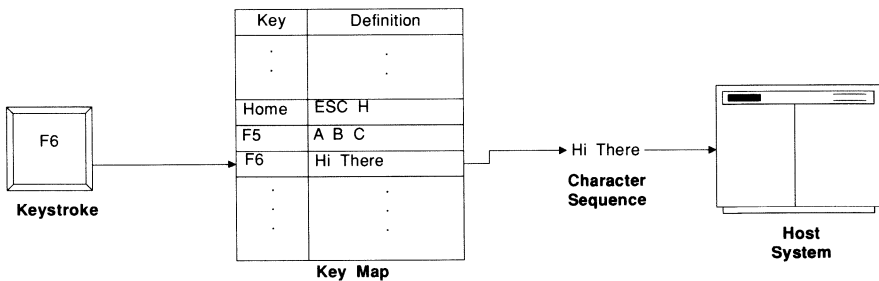 Key Definition
. .
. .
Home ESC H
F5 A B C
F6 Hi There
. .
. .
. .
Key Map
F6
Keystroke
Hi There
Character
Sequence
Host
System